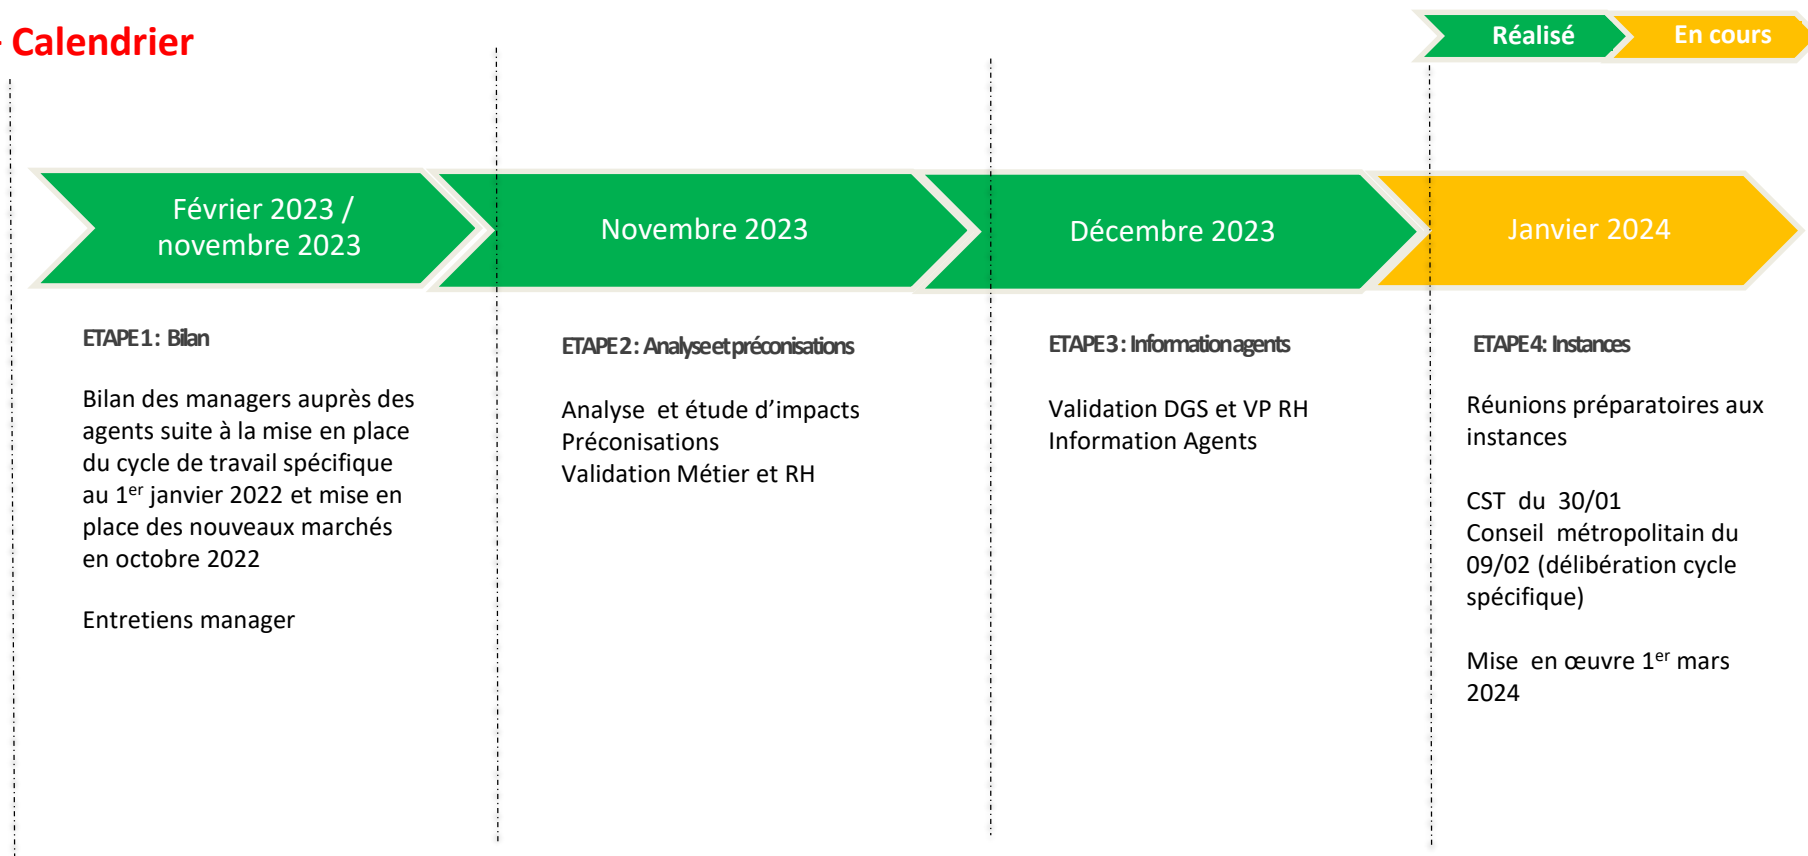 - Calendrier
Réalisé
En cours
Février 2023 /
novembre 2023
Novembre 2023
Décembre 2023
Janvier 2024
ETAPE 1 : Bilan
Bilan des managers auprès des
agents suite à la mise en place
du cycle de travail spécifique
au 1er janvier 2022 et mise en
place des nouveaux marchés
en octobre 2022
Entretiens manager
ETAPE 2 : Analyse et préconisations
Analyse et étude d’impacts
Préconisations
Validation Métier et RH
ETAPE 3 : Information agents
Validation DGS et VP RH
Information Agents
ETAPE 4: Instances
Réunions préparatoires aux
instances
CST du 30/01
Conseil métropolitain du
09/02 (délibération cycle
spécifique)
Mise en œuvre 1er mars
2024